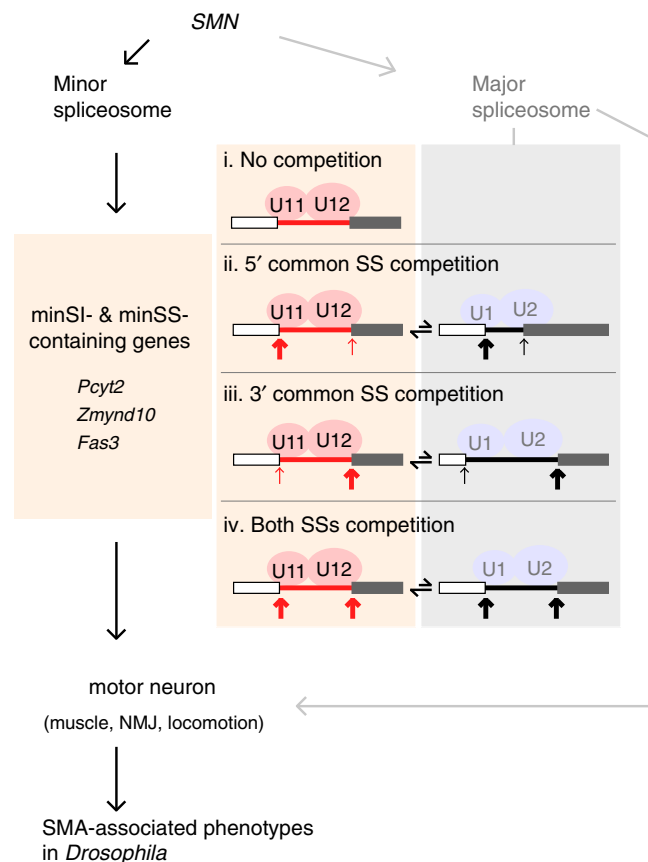 SMN
Minor
spliceosome
Major
spliceosome
i. No competition
U11 U12
ii. 5′ common SS competition
U11 U12 U1 U2
minSI- & minSS-
containing genes
Pcyt2
Zmynd10
Fas3
iii. 3′ common SS competition
U11 U12 U1 U2
iv. Both SSs competition
U11 U12 U1 U2
motor neuron
(muscle, NMJ, locomotion)
SMA-associated phenotypes
in Drosophila